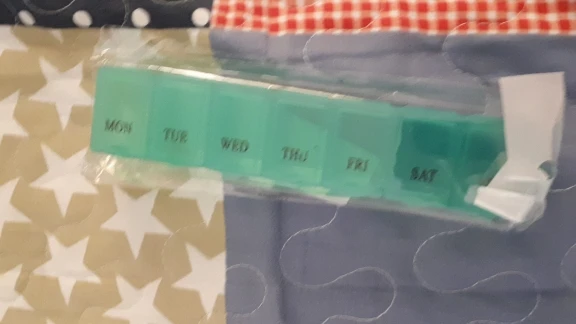 MON TUE WED THU FRI SAT